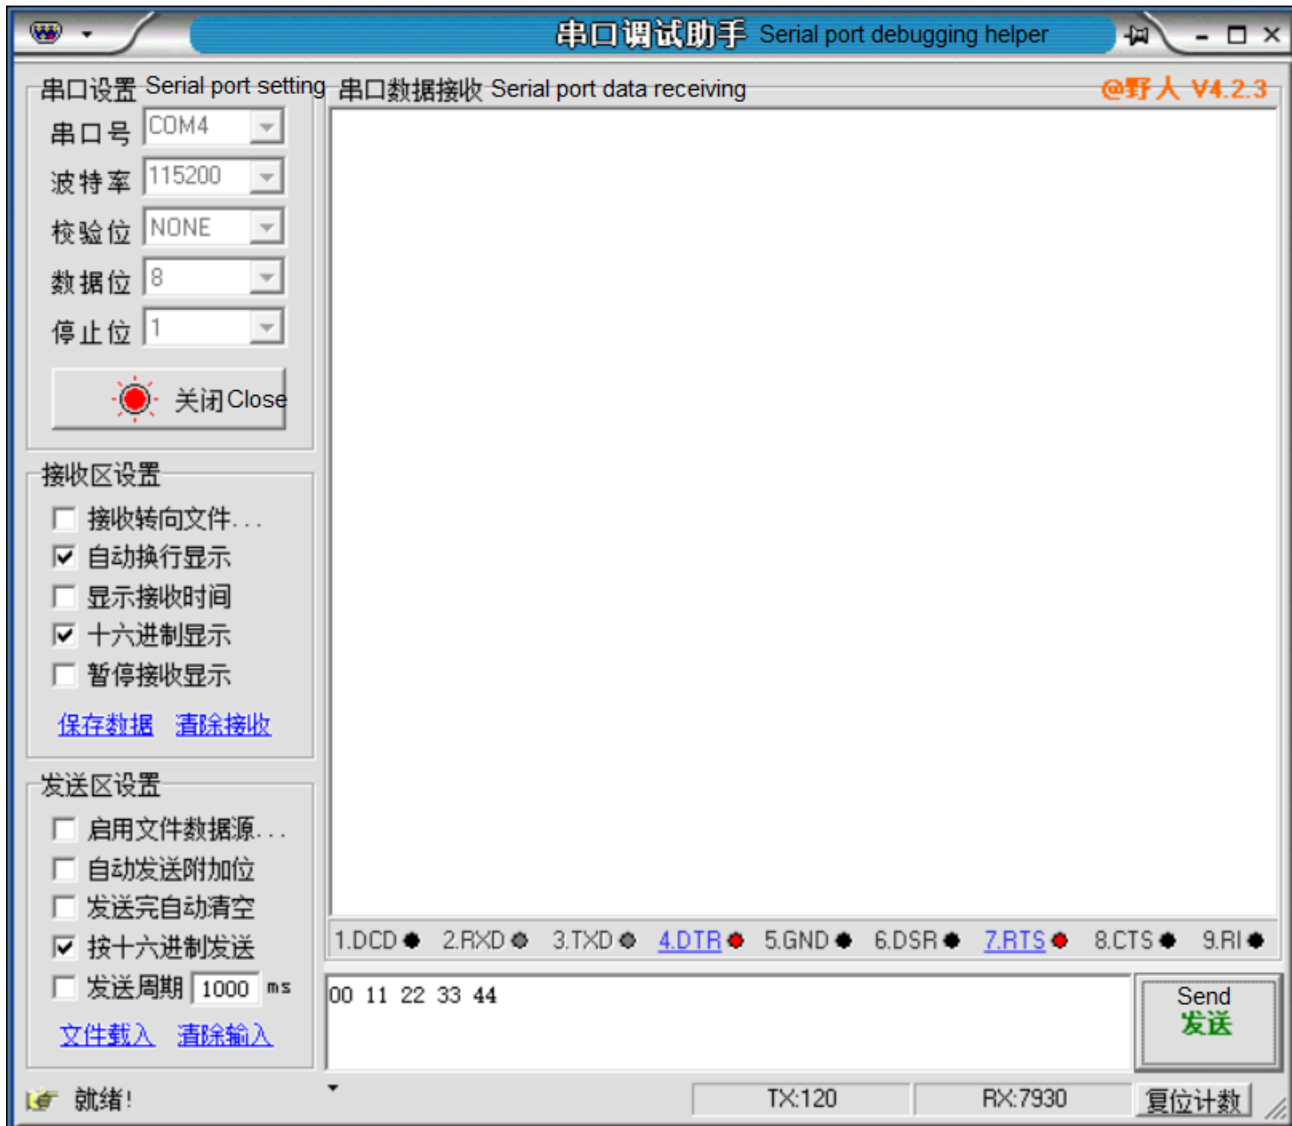 串口调试助手 Serial port debugging helper
串口设置 Serial port setting
串口号 COM4
波特率 115200
校验位 NONE
数据位 8
停止位 1
关闭Close
接收区设置
接收转向文件...
自动换行显示
显示接收时间
十六进制显示
暂停接收显示
保存数据 清除接收
发送区设置
启用文件数据源...
自动发送附加位
发送完自动清空
按十六进制发送
发送周期 1000 ms
文件载入 清除输入
串口数据接收 Serial port data receiving
@野人 V4.2.3
1.DCD 2.RXD 3.TXD 4.DTR 5.GND 6.DSR 7.RTS 8.CTS 9.RI
00 11 22 33 44
Send
发送
就绪!
TX:120
RX:7930
复位计数